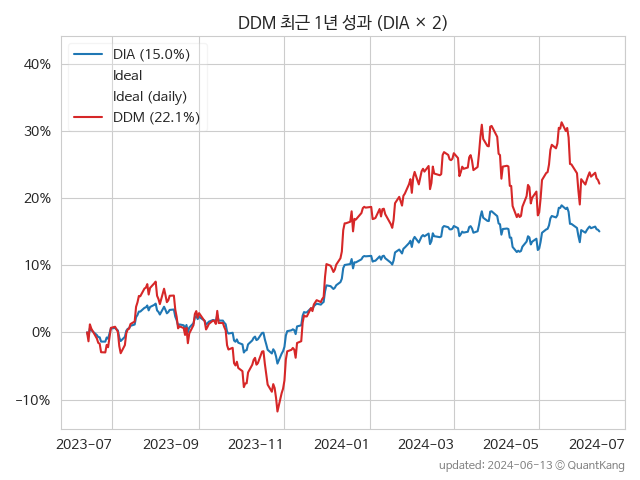 DDM 최근 1년 성과 (DIA × 2)
DIA (15.0%)
Ideal
Ideal (daily)
DDM (22.1%)
40%
30%
20%
10%
0%
−10%
2023-07 2023-09 2023-11 2024-01 2024-03 2024-05 2024-07
updated: 2024-06-13 © QuantKang